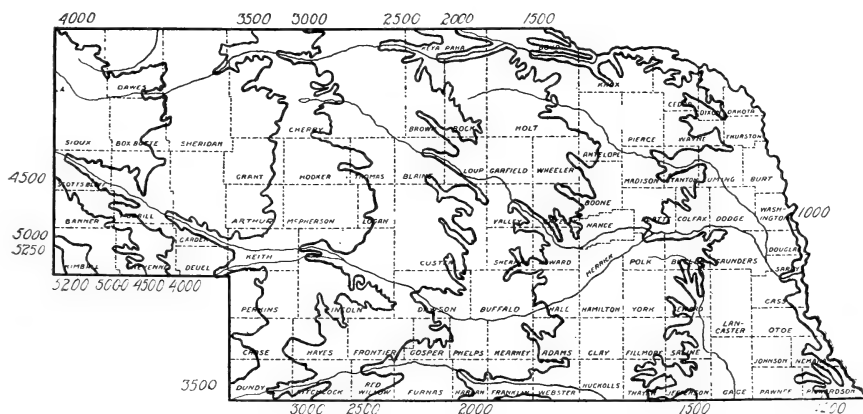 4000 3500 3000 2500 2000 1500
KEYA PAHA BOYD
DAWES KNOX
CEDAR DIXON DAKOTA
CHERRY BROWN ROCK HOLT PIERCE WAYNE THURSTON
SIOUX BOX BUTTE SHERIDAN
ANTELOPE
4500 SCOTTS BLUFF GRANT HOOKER THOMAS BLAINE LOUP GARFIELD WHEELER MADISON STANTON CUMING BURT
BOONE
BANNER MORRILL ARTHUR McPHERSON LOGAN VALLEY GREELEY NANCE PLATTE COLFAX DODGE WASHINGTON 1000
5000
5250 GARDEN KEITH CUSTER SHERMAN HOWARD MERRICK POLK BUTLER SAUNDERS DOUGLAS
KIMBALL CHEYENNE DEUEL SARPY
5200 5000 4500 4000
CASS
PERKINS LINCOLN DAWSON BUFFALO HALL HAMILTON YORK SEWARD LANCASTER OTOE
CHASE HAYES FRONTIER GOSPER PHELPS KEARNEY ADAMS CLAY FILLMORE SALINE
JOHNSON NEMAHA
3500 DUNDY HITCHCOCK RED WILLOW FURNAS HARLAN FRANKLIN WEBSTER NUCKOLLS THAYER JEFFERSON GAGE PAWNEE RICHARDSON
3000 2500 2000 1500